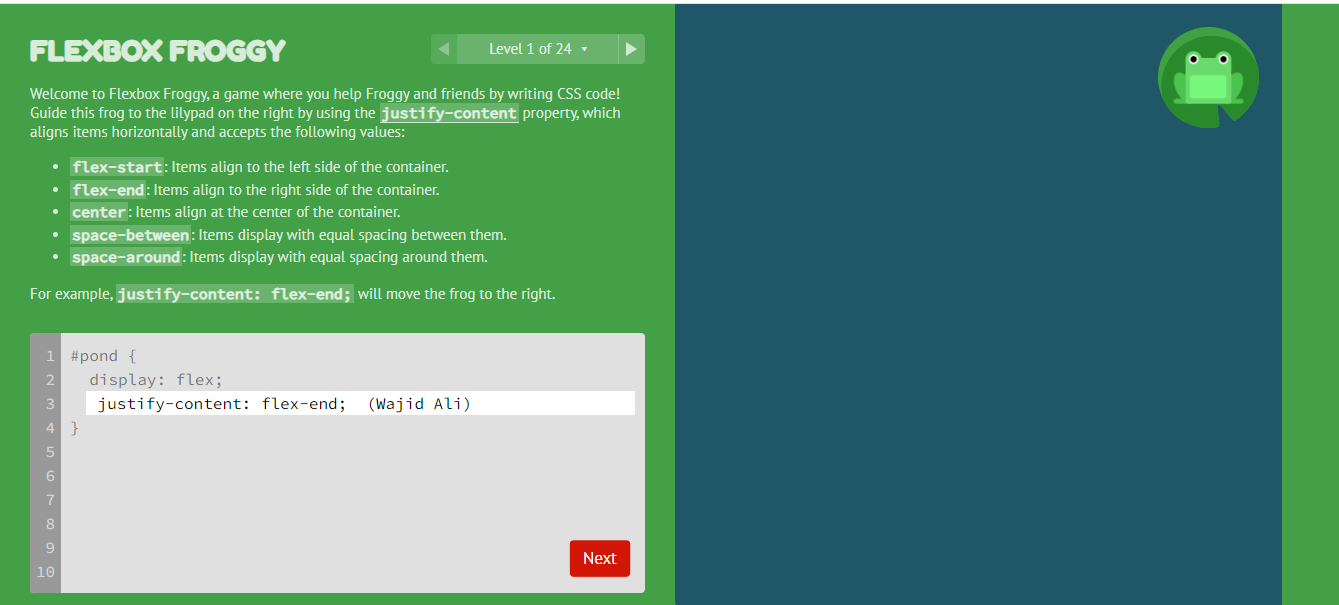 FLEXBOX FROGGY
Level 1 of 24
Welcome to Flexbox Froggy, a game where you help Froggy and friends by writing CSS code!
Guide this frog to the lilypad on the right by using the justify-content property, which
aligns items horizontally and accepts the following values:
• flex-start: Items align to the left side of the container.
• flex-end: Items align to the right side of the container.
• center: Items align at the center of the container.
• space-between: Items display with equal spacing between them.
• space-around: Items display with equal spacing around them.
For example, justify-content: flex-end; will move the frog to the right.
1 #pond {
2 display: flex;
3 justify-content: flex-end; (Wajid Ali)
4 }
5
6
7
8
9
10
Next